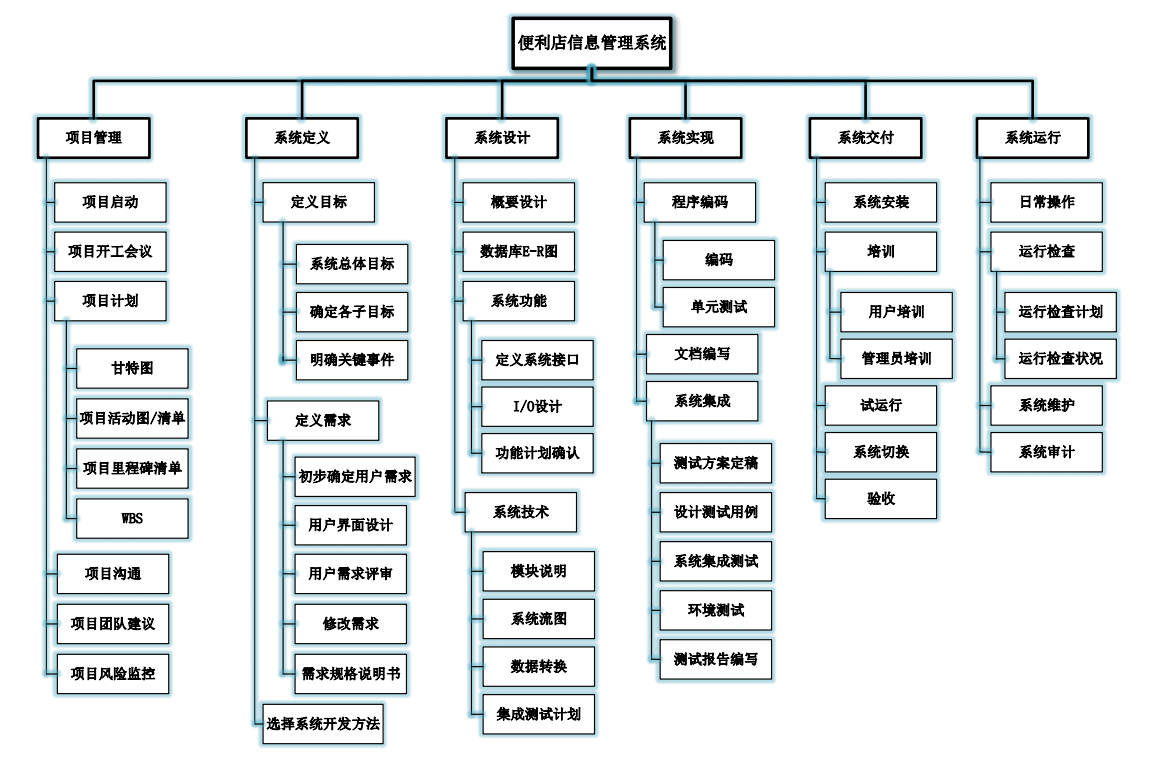 便利店信息管理系统
项目管理
项目启动
项目开工会议
项目计划
甘特图
项目活动图/清单
项目里程碑清单
WBS
项目沟通
项目团队建议
项目风险监控
系统定义
定义目标
系统总体目标
确定各子目标
明确关键事件
定义需求
初步确定用户需求
用户界面设计
用户需求评审
修改需求
需求规格说明书
选择系统开发方法
系统设计
概要设计
数据库E-R图
系统功能
定义系统接口
I/O设计
功能计划确认
系统技术
模块说明
系统流图
数据转换
集成测试计划
系统实现
程序编码
编码
单元测试
文档编写
系统集成
测试方案定稿
设计测试用例
系统集成测试
环境测试
测试报告编写
系统交付
系统安装
培训
用户培训
管理员培训
试运行
系统切换
验收
系统运行
日常操作
运行检查
运行检查计划
运行检查状况
系统维护
系统审计